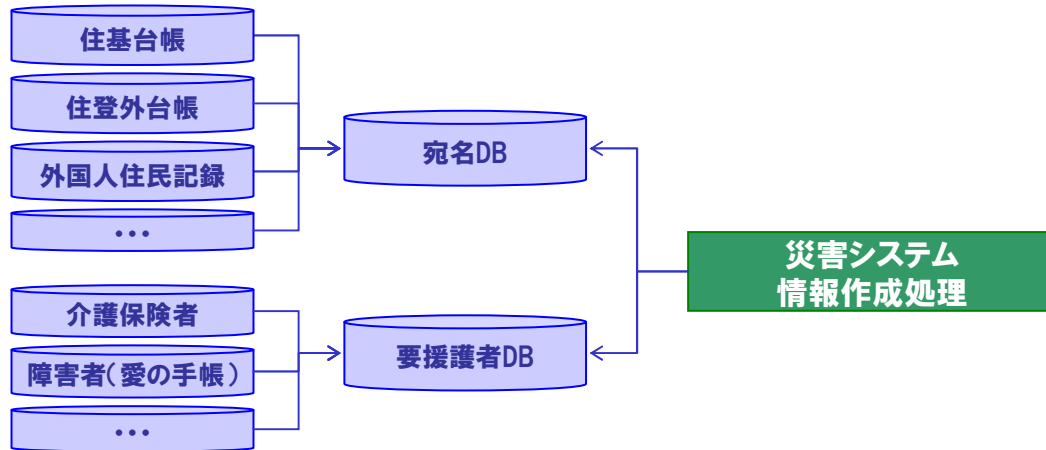 住基台帳
住登外台帳
外国人住民記録
・・・
宛名DB
介護保険者
障害者(愛の手帳)
・・・
要援護者DB
災害システム
情報作成処理